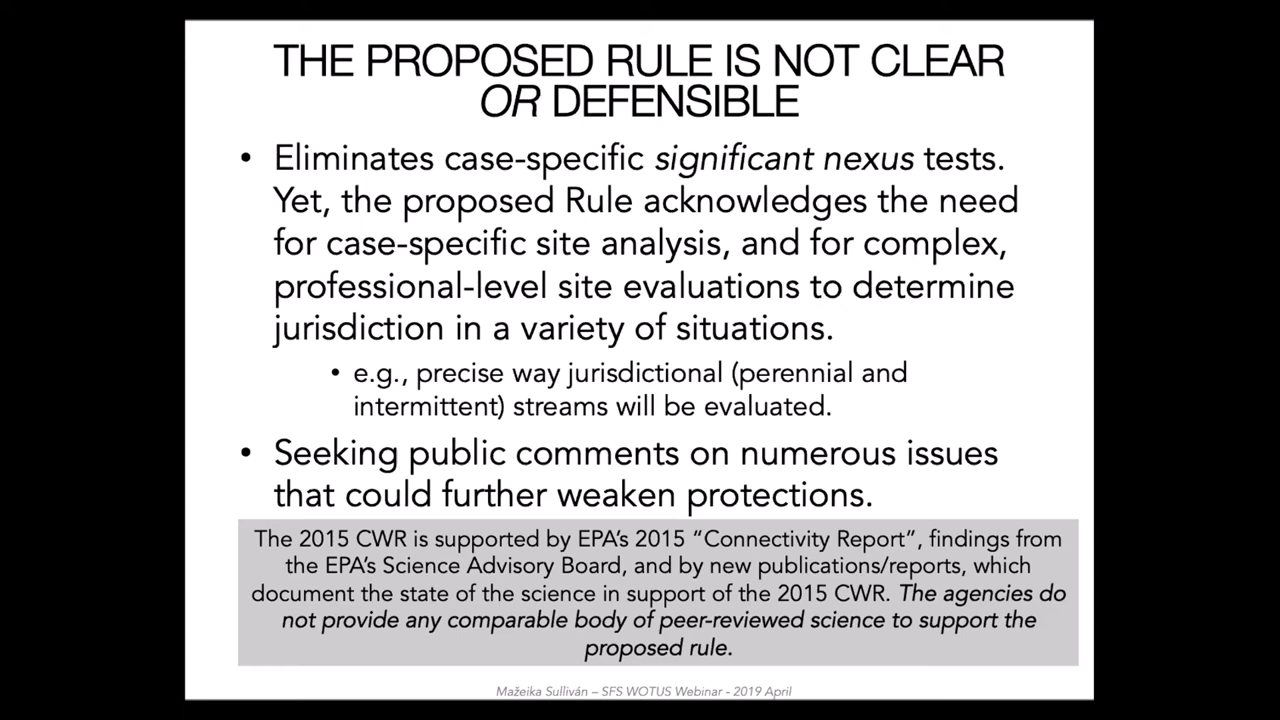 THE PROPOSED RULE IS NOT CLEAR
OR DEFENSIBLE
• Eliminates case-specific significant nexus tests.
Yet, the proposed Rule acknowledges the need
for case-specific site analysis, and for complex,
professional-level site evaluations to determine
jurisdiction in a variety of situations.
• e.g., precise way jurisdictional (perennial and
intermittent) streams will be evaluated.
• Seeking public comments on numerous issues
that could further weaken protections.
The 2015 CWR is supported by EPA’s 2015 “Connectivity Report”, findings from
the EPA’s Science Advisory Board, and by new publications/reports, which
document the state of the science in support of the 2015 CWR. The agencies do
not provide any comparable body of peer-reviewed science to support the
proposed rule.
Mažeika Sulliván – SFS WOTUS Webinar - 2019 April